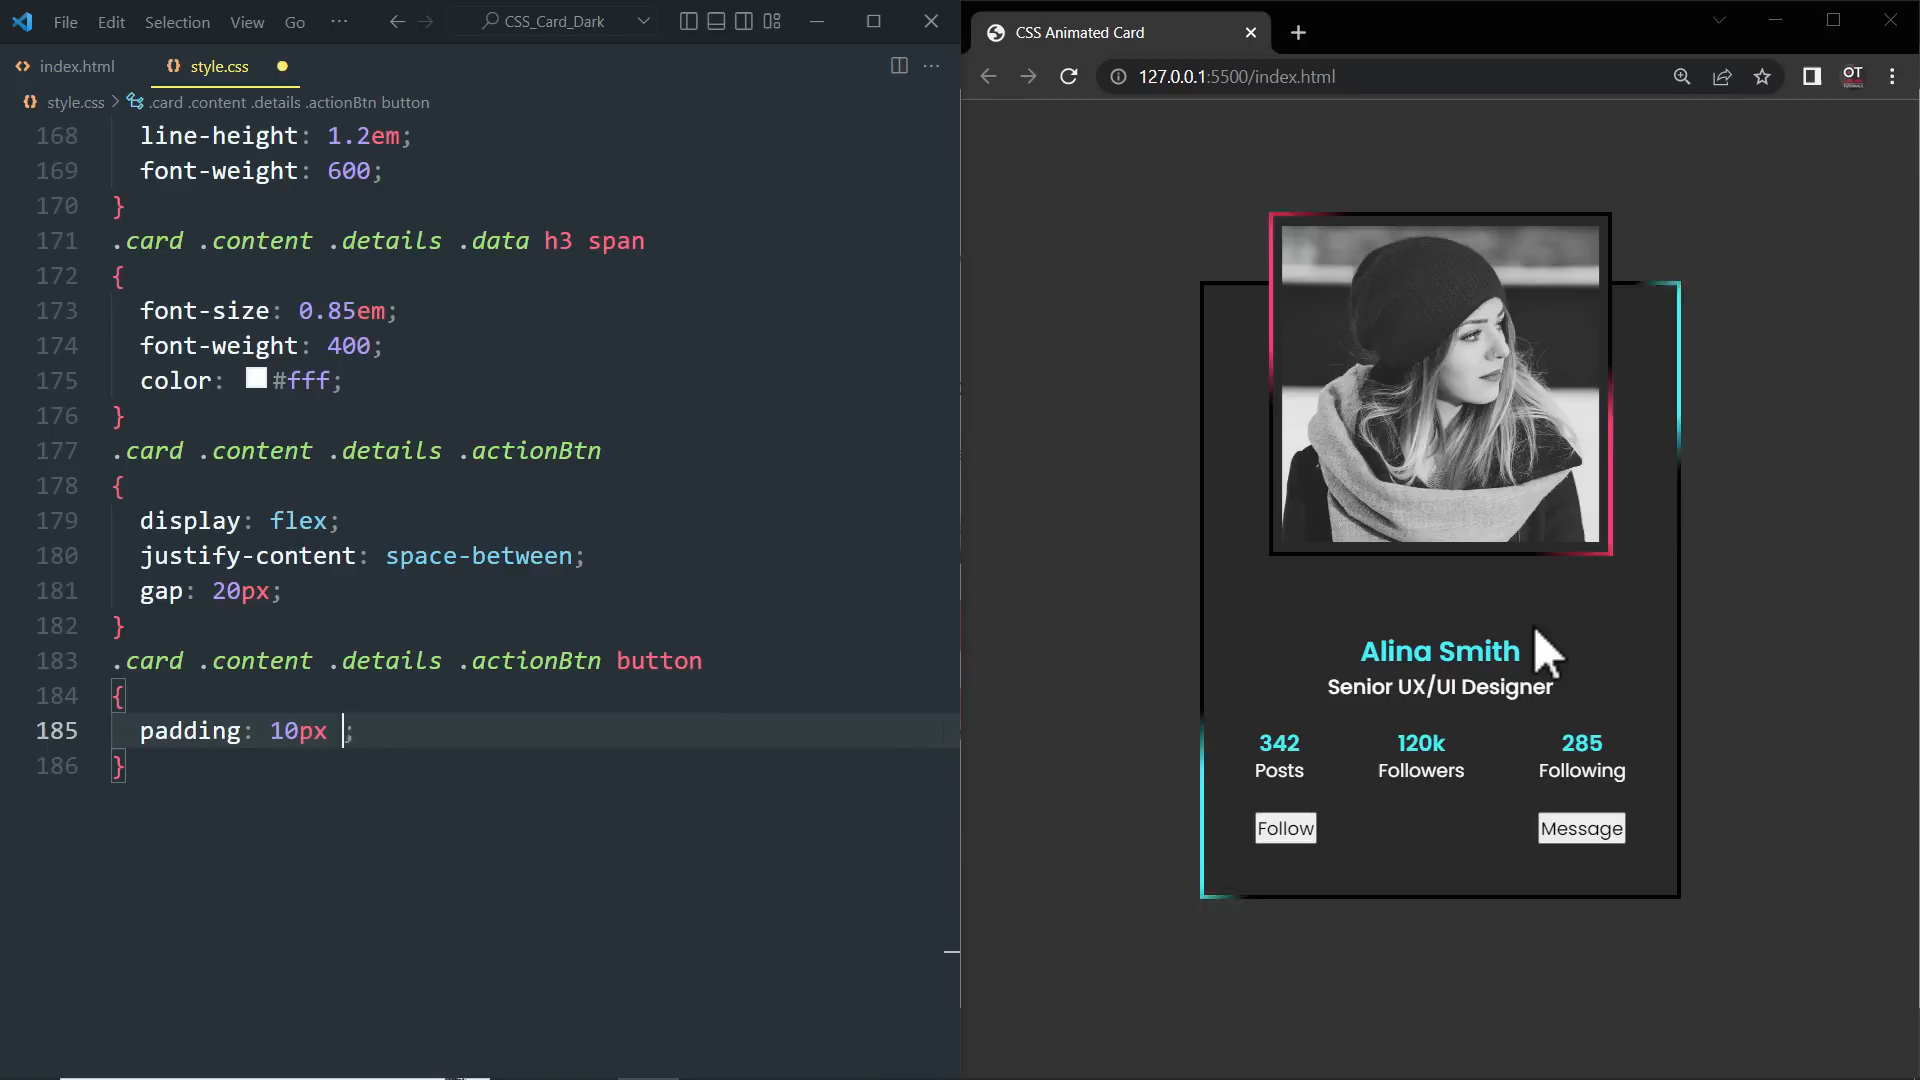 File Edit Selection View Go ··· CSS_Card_Dark
index.html style.css
style.css > .card .content .details .actionBtn button
168 line-height: 1.2em;
169 font-weight: 600;
170 }
171 .card .content .details .data h3 span
172 {
173 font-size: 0.85em;
174 font-weight: 400;
175 color: #fff;
176 }
177 .card .content .details .actionBtn
178 {
179 display: flex;
180 justify-content: space-between;
181 gap: 20px;
182 }
183 .card .content .details .actionBtn button
184 {
185 padding: 10px ;
186 }
CSS Animated Card
127.0.0.1:5500/index.html
OT
Alina Smith
Senior UX/UI Designer
342 120k 285
Posts Followers Following
Follow Message